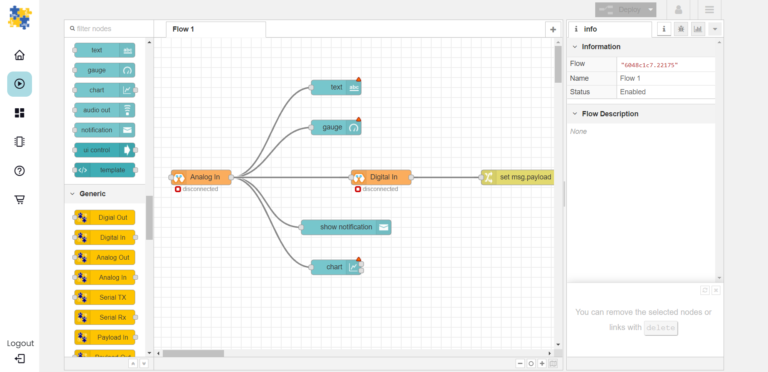 Deploy
filter nodes
Flow 1
info
text
gauge
chart
audio out
notification
ui control
template
Generic
Digial Out
Digital In
Analog Out
Analog In
Serial TX
Serial Rx
Payload In
Payload Out
Logout
text
abc
gauge
Analog In
disconnected
Digital In
disconnected
set msg.payload
show notification
chart
Information
Flow "6048c1c7.22175"
Name Flow 1
Status Enabled
Flow Description
None
You can remove the selected nodes or
links with delete